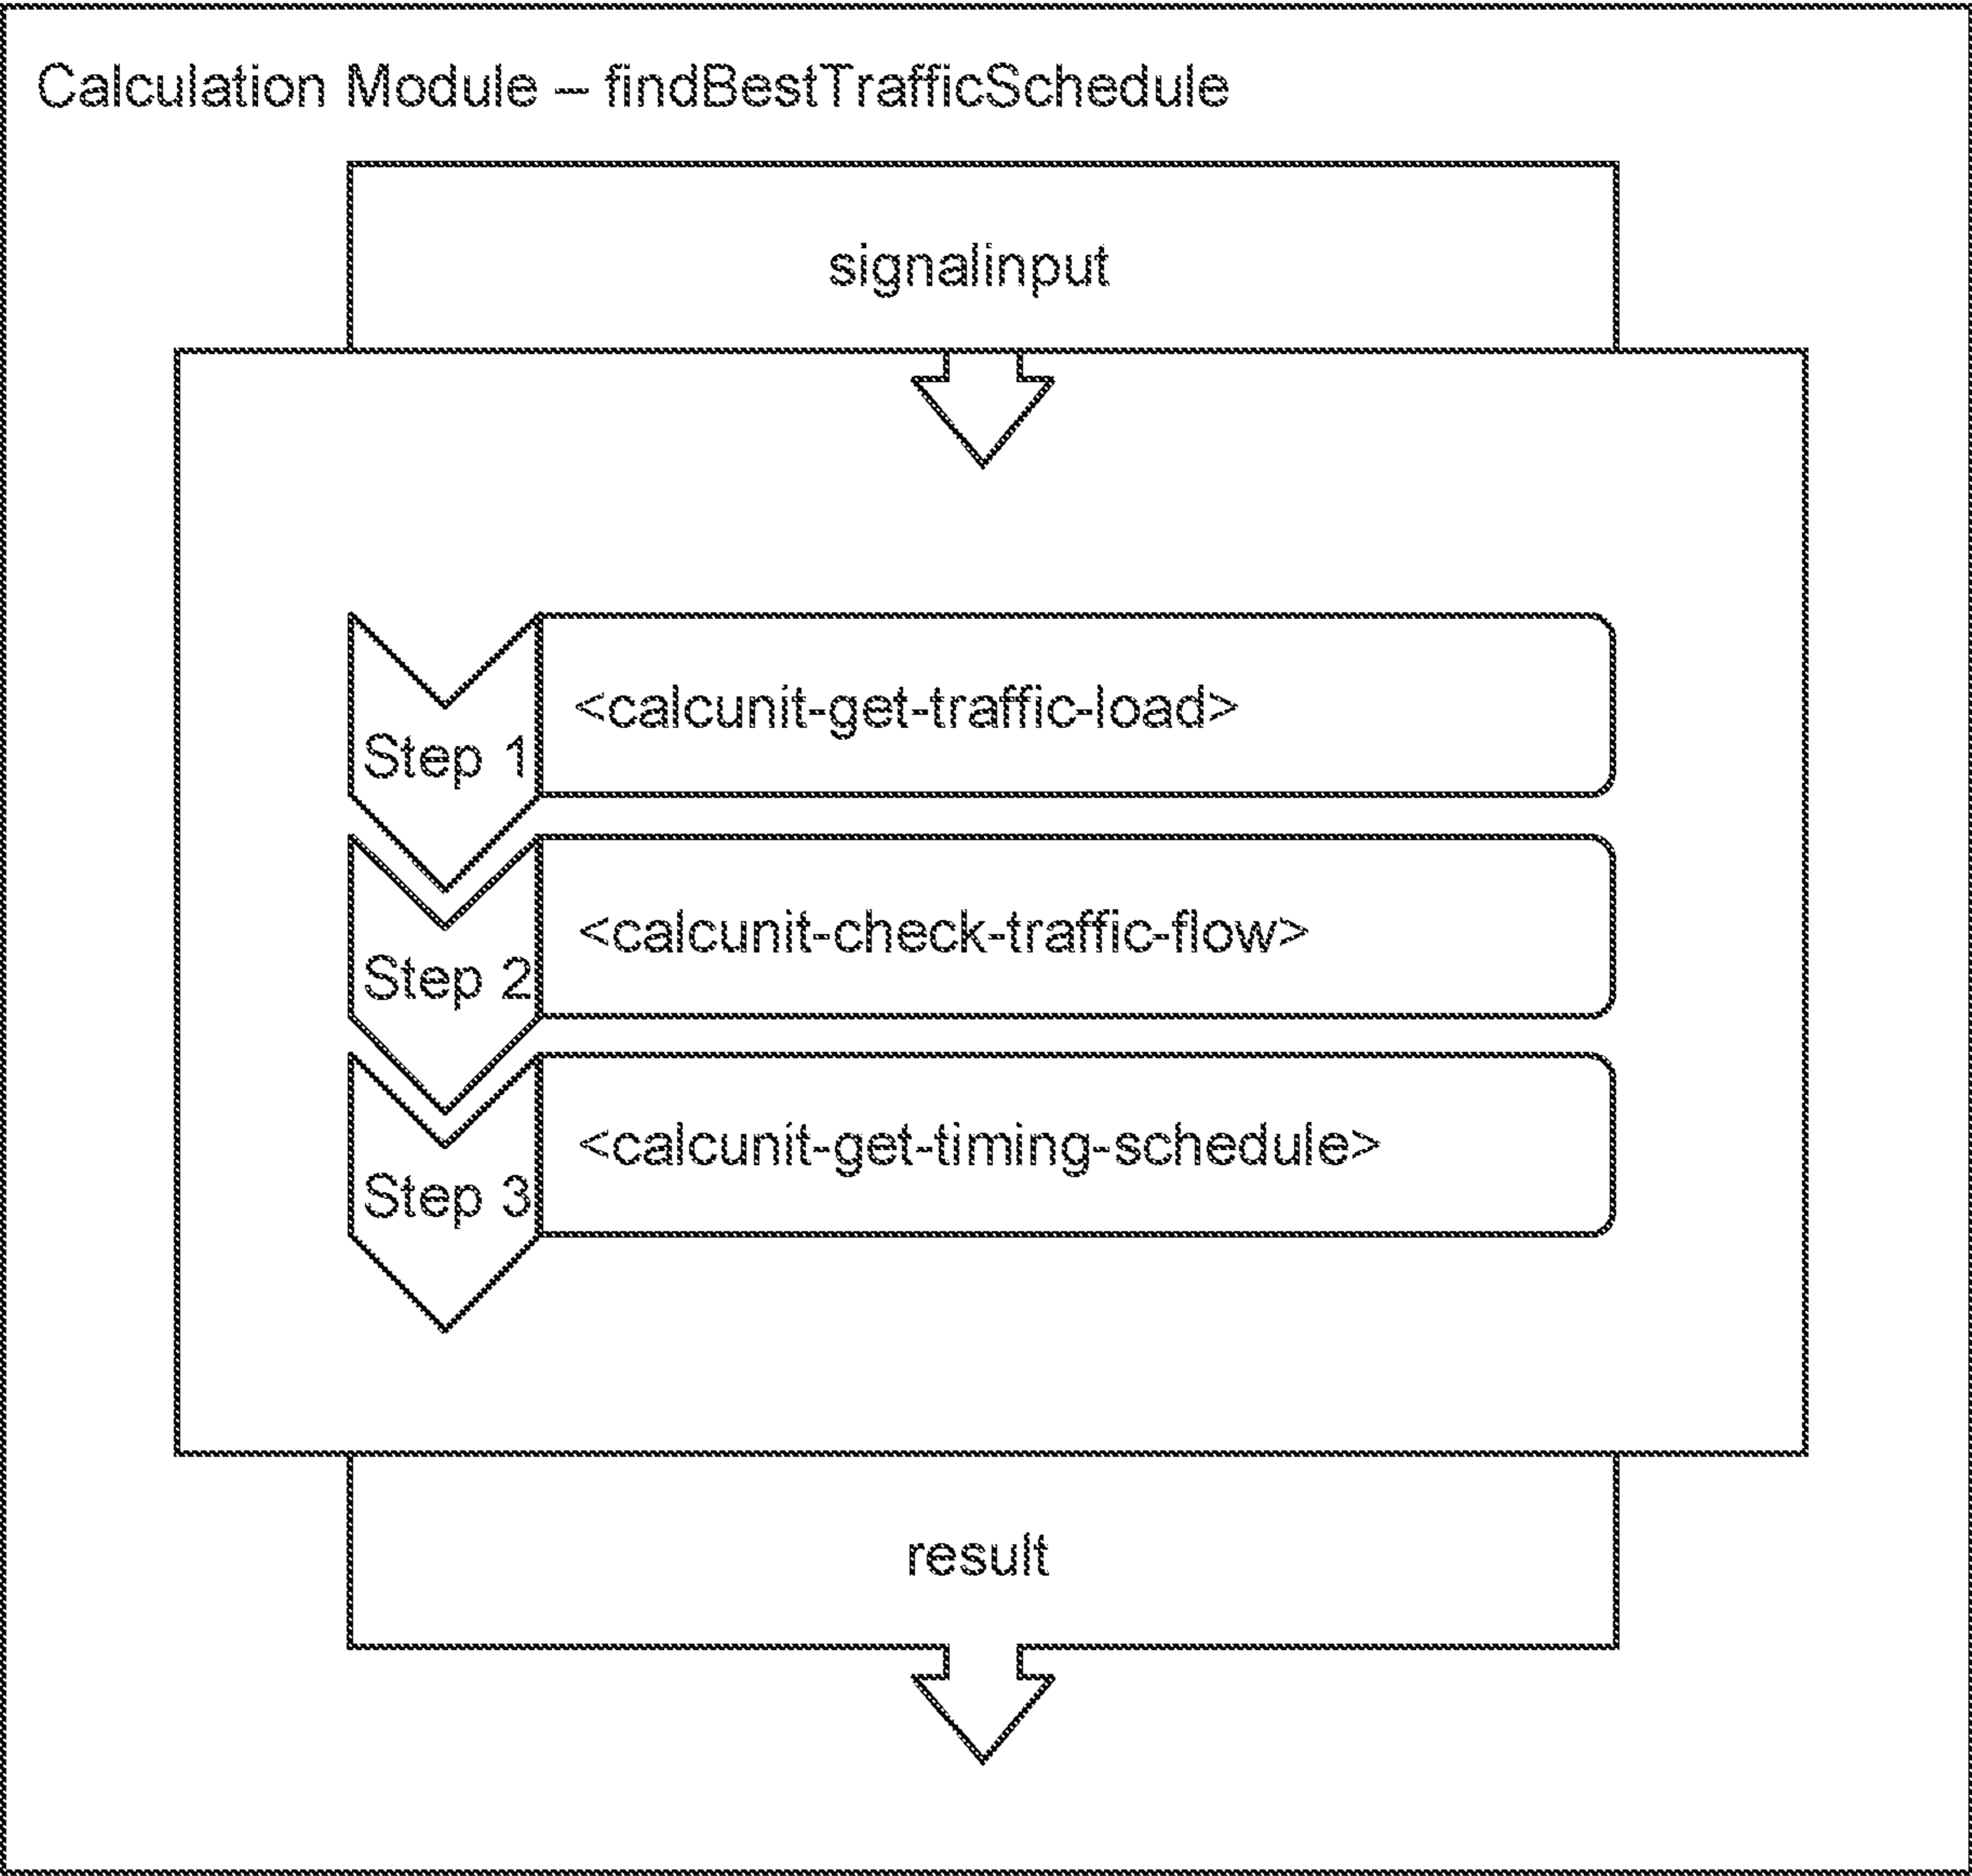 Calculation Module – findBestTrafficSchedule
signalinput
<calcunit-get-traffic-load>
Step 1
<calcunit-check-traffic-flow>
Step 2
<calcunit-get-timing-schedule>
Step 3
result